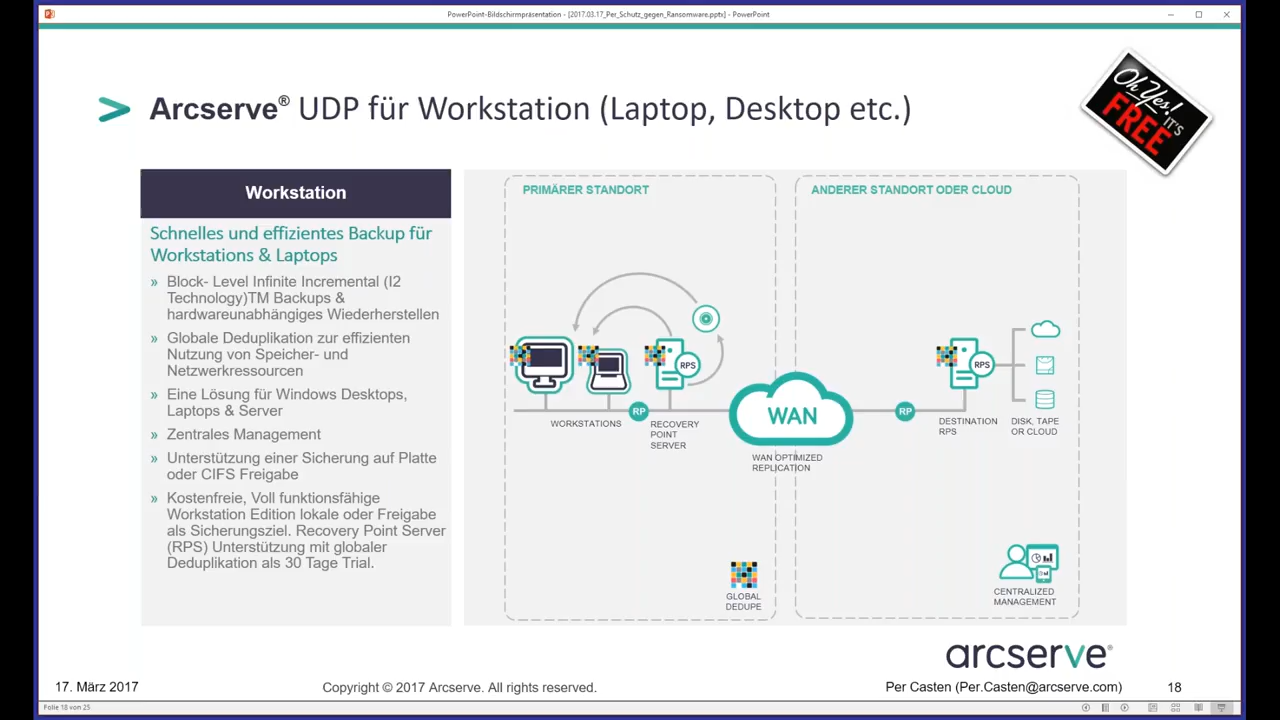 PowerPoint-Bildschirmpräsentation - [2017.03.17_Per_Schutz_gegen_Ransomware.pptx] - PowerPoint
Arcserve® UDP für Workstation (Laptop, Desktop etc.)
Oh Yes!
IT'S
FREE
Workstation
Schnelles und effizientes Backup für
Workstations & Laptops
» Block- Level Infinite Incremental (I2
Technology)TM Backups &
hardwareunabhängiges Wiederherstellen
» Globale Deduplikation zur effizienten
Nutzung von Speicher- und
Netzwerkressourcen
» Eine Lösung für Windows Desktops,
Laptops & Server
» Zentrales Management
» Unterstützung einer Sicherung auf Platte
oder CIFS Freigabe
» Kostenfreie, Voll funktionsfähige
Workstation Edition lokale oder Freigabe
als Sicherungsziel. Recovery Point Server
(RPS) Unterstützung mit globaler
Deduplikation als 30 Tage Trial.
PRIMÄRER STANDORT
RPS
RP
WORKSTATIONS
RECOVERY
POINT
SERVER
WAN
WAN OPTIMIZED
REPLICATION
GLOBAL
DEDUPE
ANDERER STANDORT ODER CLOUD
RPS
RP
DESTINATION
RPS
DISK, TAPE
OR CLOUD
CENTRALIZED
MANAGEMENT
arcserve®
17. März 2017
Copyright © 2017 Arcserve. All rights reserved.
Per Casten (Per.Casten@arcserve.com)
18
Folie 18 von 25